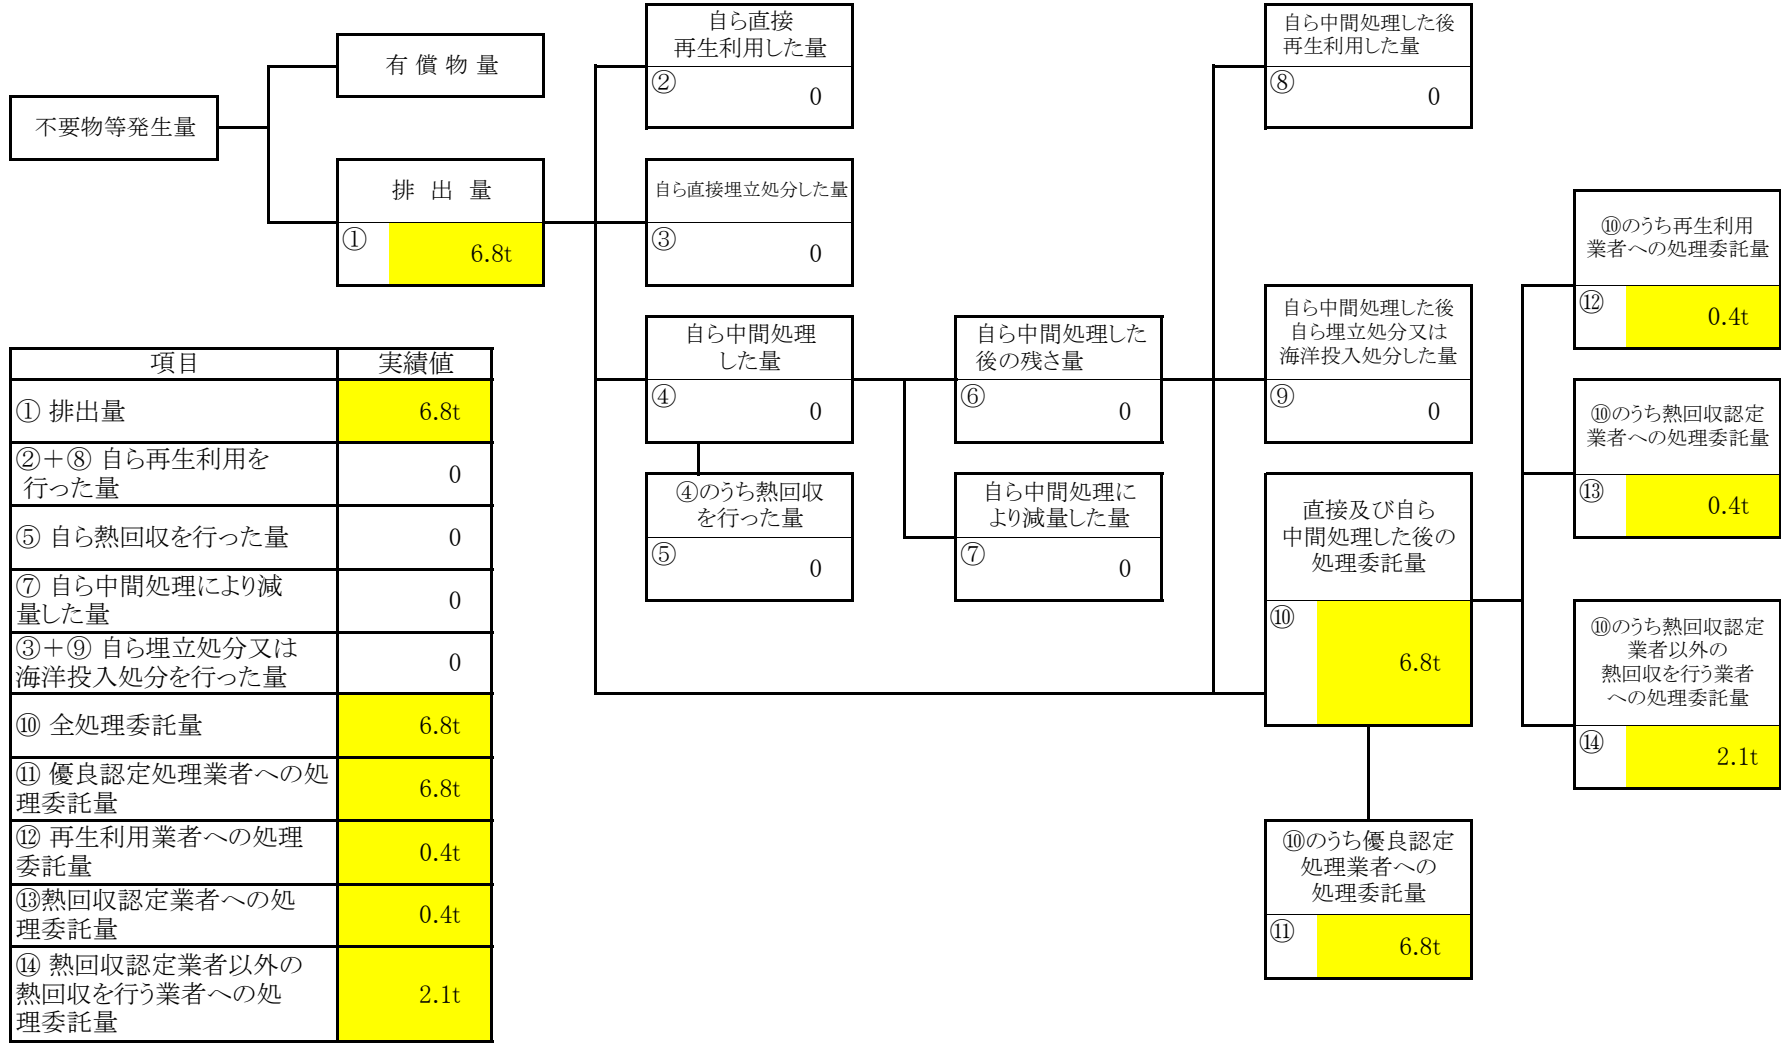 不要物等発生量
有 償 物 量
排 出 量
①
6.8t
自ら直接
再生利用した量
②
0
自ら直接埋立処分した量
③
0
自ら中間処理
した量
④
0
④のうち熱回収
を行った量
⑤
0
自ら中間処理した
後の残さ量
⑥
0
自ら中間処理に
より減量した量
⑦
0
自ら中間処理した後
再生利用した量
⑧
0
自ら中間処理した後
自ら埋立処分又は
海洋投入処分した量
⑨
0
直接及び自ら
中間処理した後の
処理委託量
⑩
6.8t
⑩のうち優良認定
処理業者への
処理委託量
⑪
6.8t
⑩のうち再生利用
業者への処理委託量
⑫
0.4t
⑩のうち熱回収認定
業者への処理委託量
⑬
0.4t
⑩のうち熱回収認定
業者以外の
熱回収を行う業者
への処理委託量
⑭
2.1t
項目 実績値
① 排出量 6.8t
②＋⑧ 自ら再生利用を
行った量
0
⑤ 自ら熱回収を行った量 0
⑦ 自ら中間処理により減
量した量
0
③＋⑨ 自ら埋立処分又は
海洋投入処分を行った量
0
⑩ 全処理委託量 6.8t
⑪ 優良認定処理業者への処
理委託量
6.8t
⑫ 再生利用業者への処理
委託量
0.4t
⑬熱回収認定業者への処
理委託量
0.4t
⑭ 熱回収認定業者以外の
熱回収を行う業者への処
理委託量
2.1t